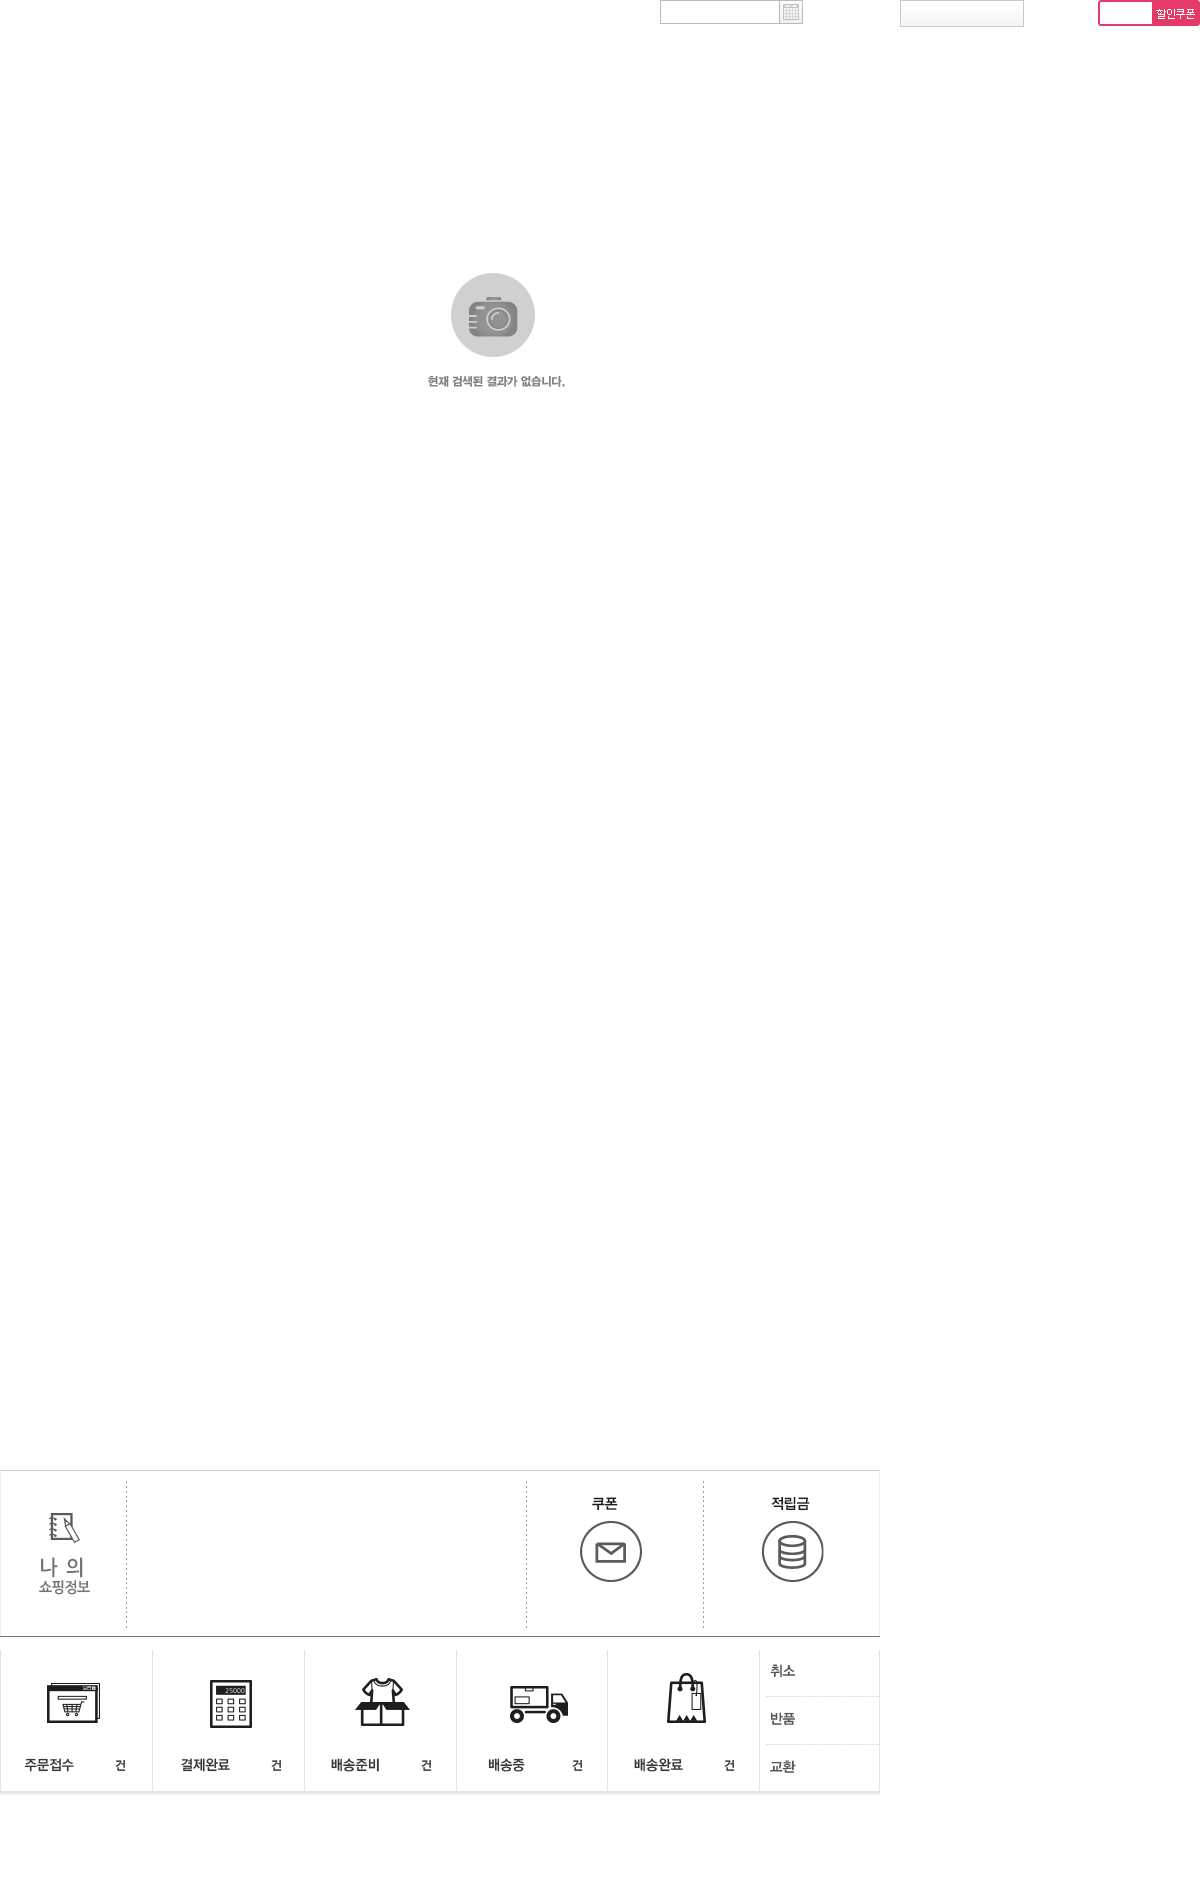 할인쿠폰
현재 검색된 결과가 없습니다.
쿠폰
적립금
나 의
쇼핑정보
25000
주문접수 건
결제완료 건
배송준비 건
배송중 건
배송완료 건
취소
반품
교환